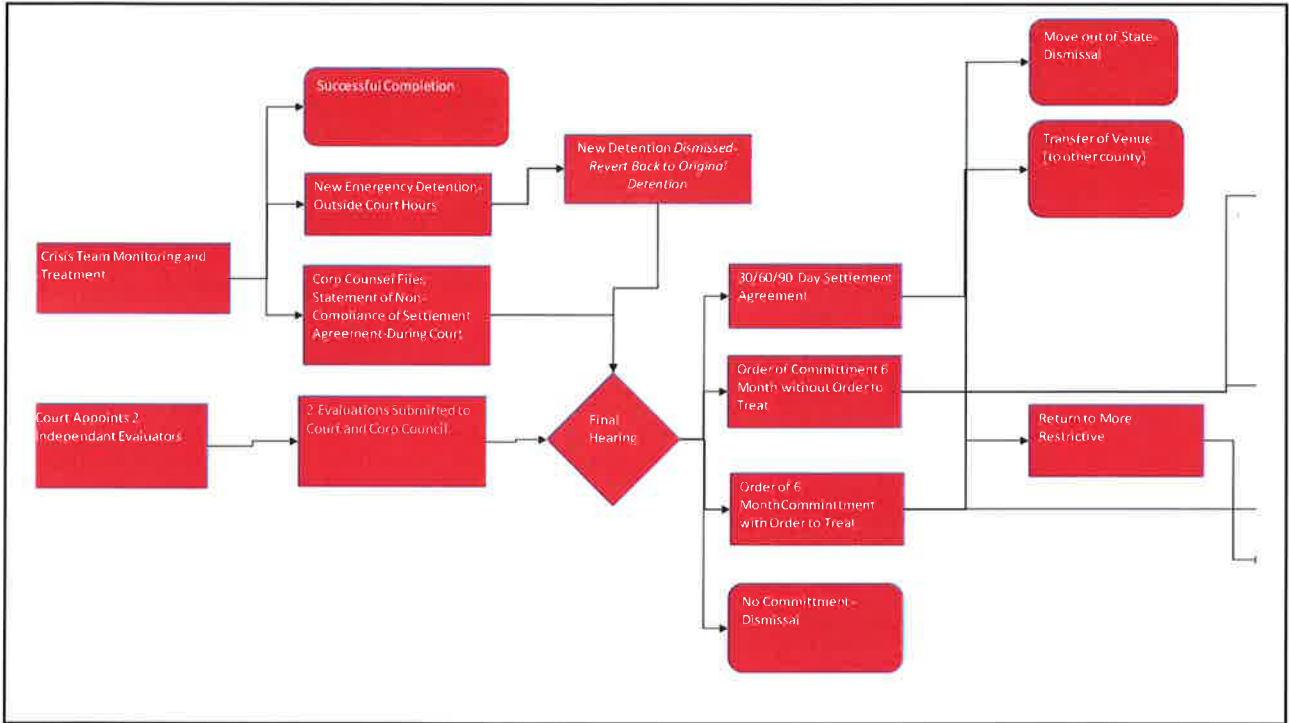 Move out of State-
Dismissal
Successful Completion
Transfer of Venue
(to other county)
New Detention Dismissed-
Revert Back to Original
Detention
New Emergency Detention-
Outside Court Hours
Crisis Team Monitoring and
Treatment
Corp Counsel Files
Statement of Non-
Compliance of Settlement
Agreement-During Court
30/60/90 Day Settlement
Agreement
Order of Committment 6
Month without Order to
Treat
Court Appoints 2
Independant Evaluators
2 Evaluations Submitted to
Court and Corp Council
Final
Hearing
Return to More
Restrictive
Order of 6
MonthCommittment
with Order to Treat
No Committment-
Dismissal